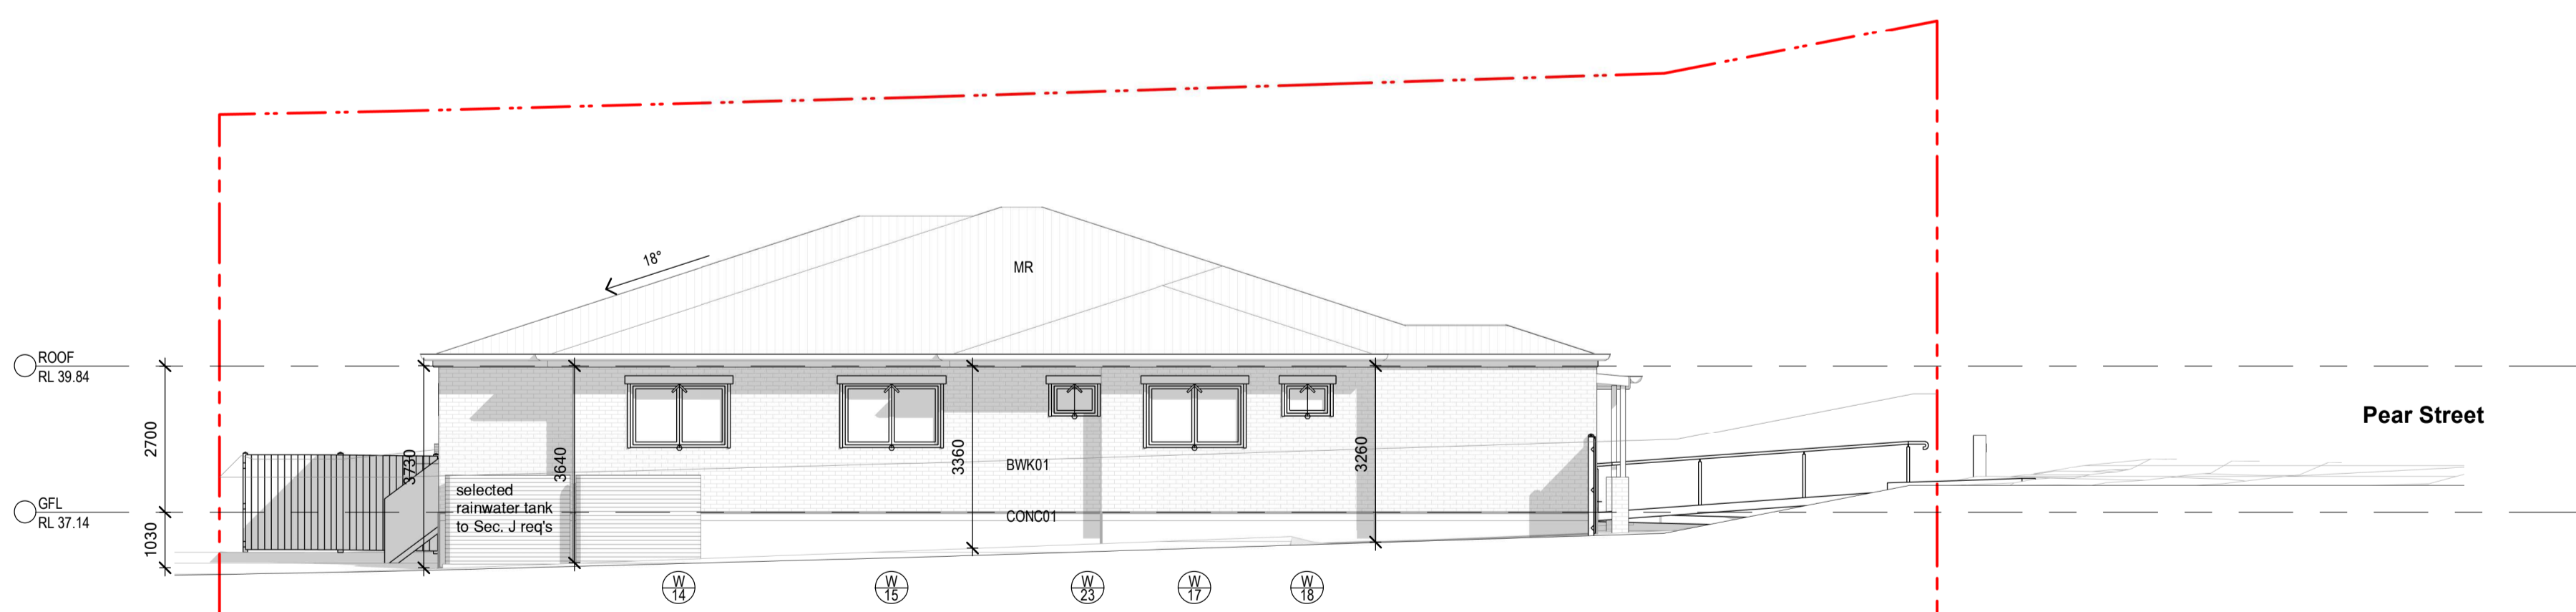 18°
MR
ROOF
RL 39.84
Pear Street
2700
3730
3640
3360
3260
BWK01
selected
rainwater tank
to Sec. J req's
GFL
RL 37.14
CONC01
1030
W
14
W
15
W
23
W
17
W
18